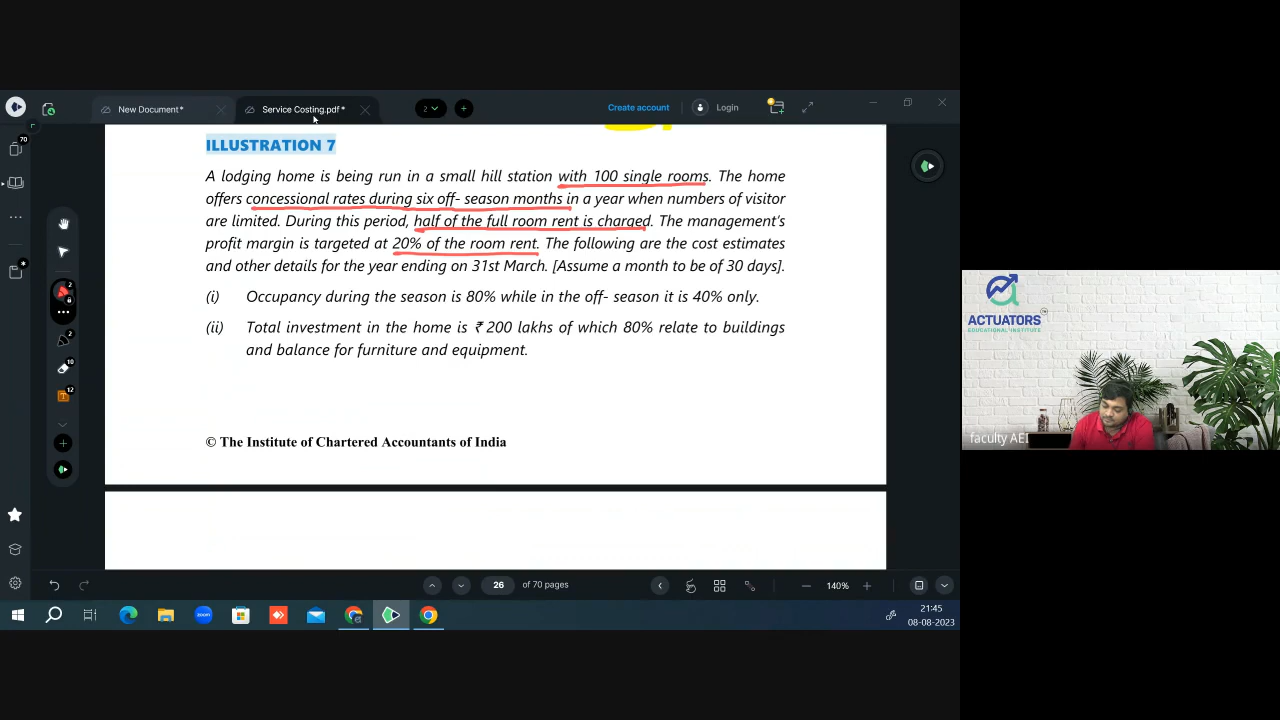 New Document*
Service Costing.pdf*
2
Create account
Login
70
ILLUSTRATION 7
A lodging home is being run in a small hill station with 100 single rooms. The home
offers concessional rates during six off- season months in a year when numbers of visitor
are limited. During this period, half of the full room rent is charged. The management's
profit margin is targeted at 20% of the room rent. The following are the cost estimates
and other details for the year ending on 31st March. [Assume a month to be of 30 days].
(i) Occupancy during the season is 80% while in the off- season it is 40% only.
(ii) Total investment in the home is ₹ 200 lakhs of which 80% relate to buildings
and balance for furniture and equipment.
© The Institute of Chartered Accountants of India
2
2
10
12
T
ACTUATORS
EDUCATIONAL INSTITUTE
faculty AEI
26 of 70 pages
140%
zoom
21:45
08-08-2023